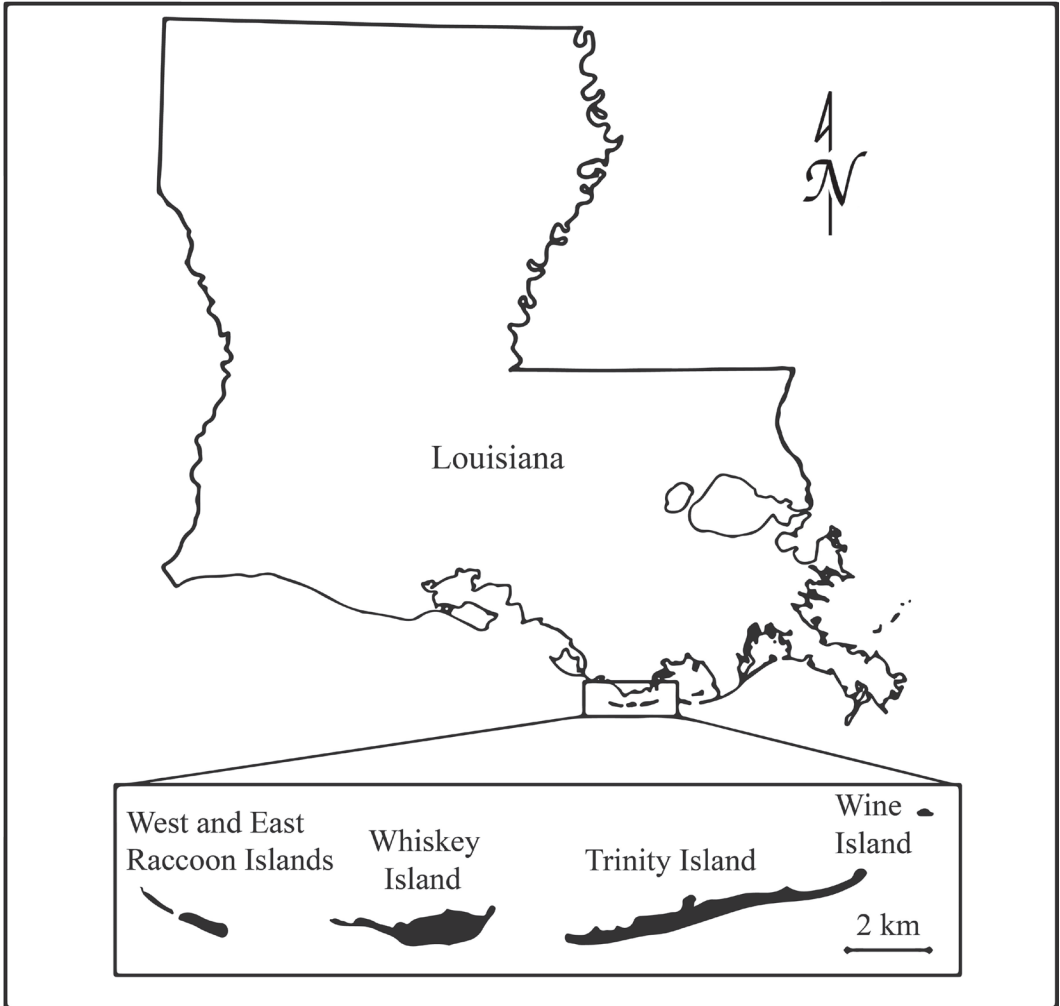 N
Louisiana
West and East
Raccoon Islands
Whiskey
Island
Trinity Island
Wine
Island
2 km